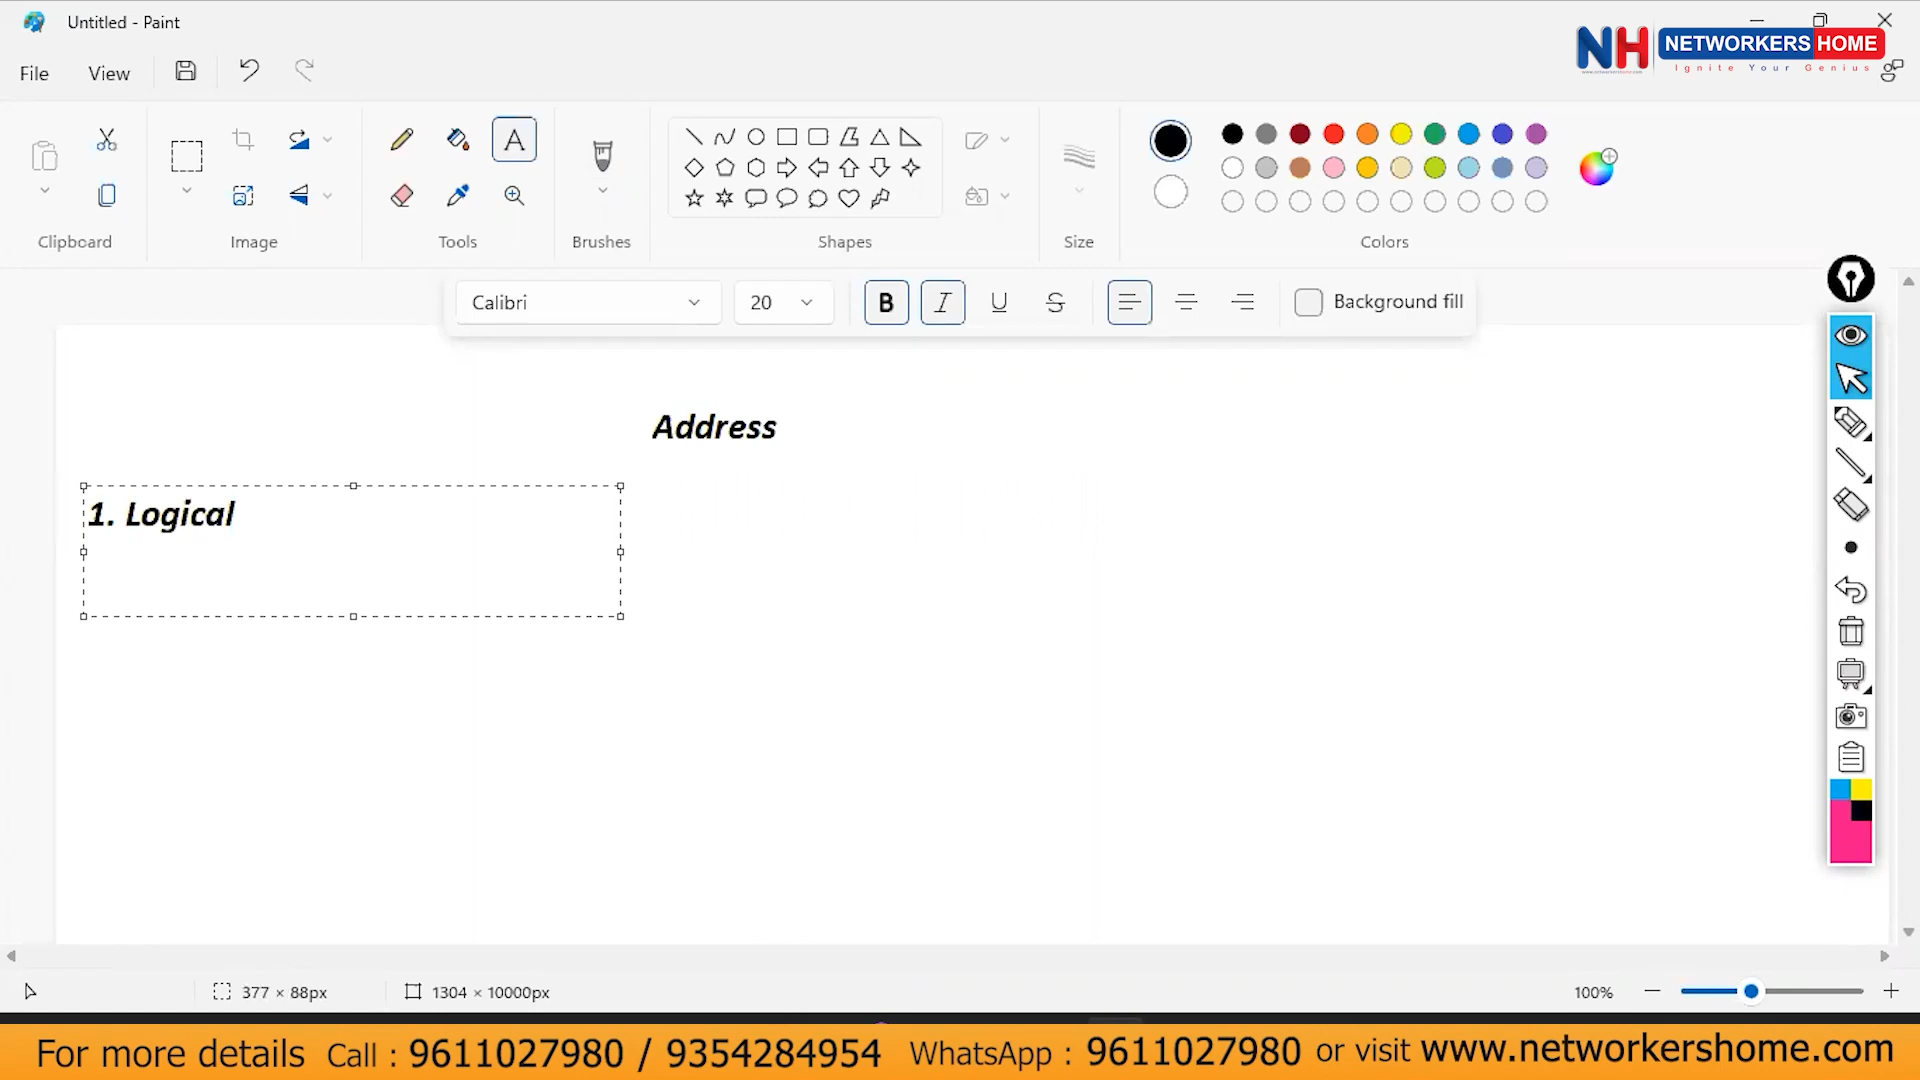 Untitled - Paint
NH NETWORKERS HOME
Ignite Your Genius
File View
Clipboard Image Tools Brushes Shapes Size Colors
Calibri 20 B I U S Background fill
Address
1. Logical
377 × 88px 1304 × 10000px 100%
For more details Call : 9611027980 / 9354284954 WhatsApp : 9611027980 or visit www.networkershome.com